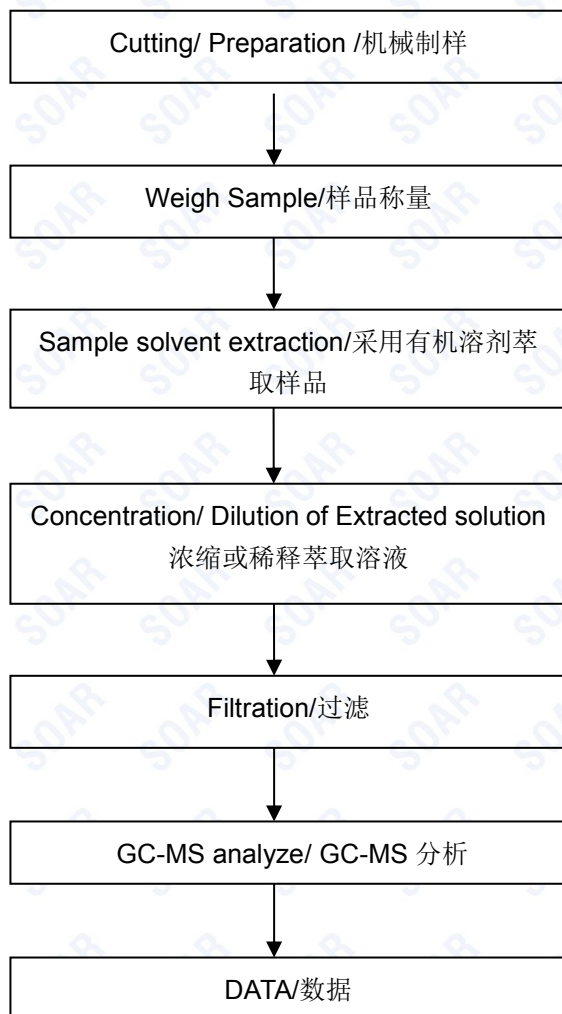 Cutting/ Preparation /机械制样
Weigh Sample/样品称量
Sample solvent extraction/采用有机溶剂萃
取样品
Concentration/ Dilution of Extracted solution
浓缩或稀释萃取溶液
Filtration/过滤
GC-MS analyze/ GC-MS 分析
DATA/数据